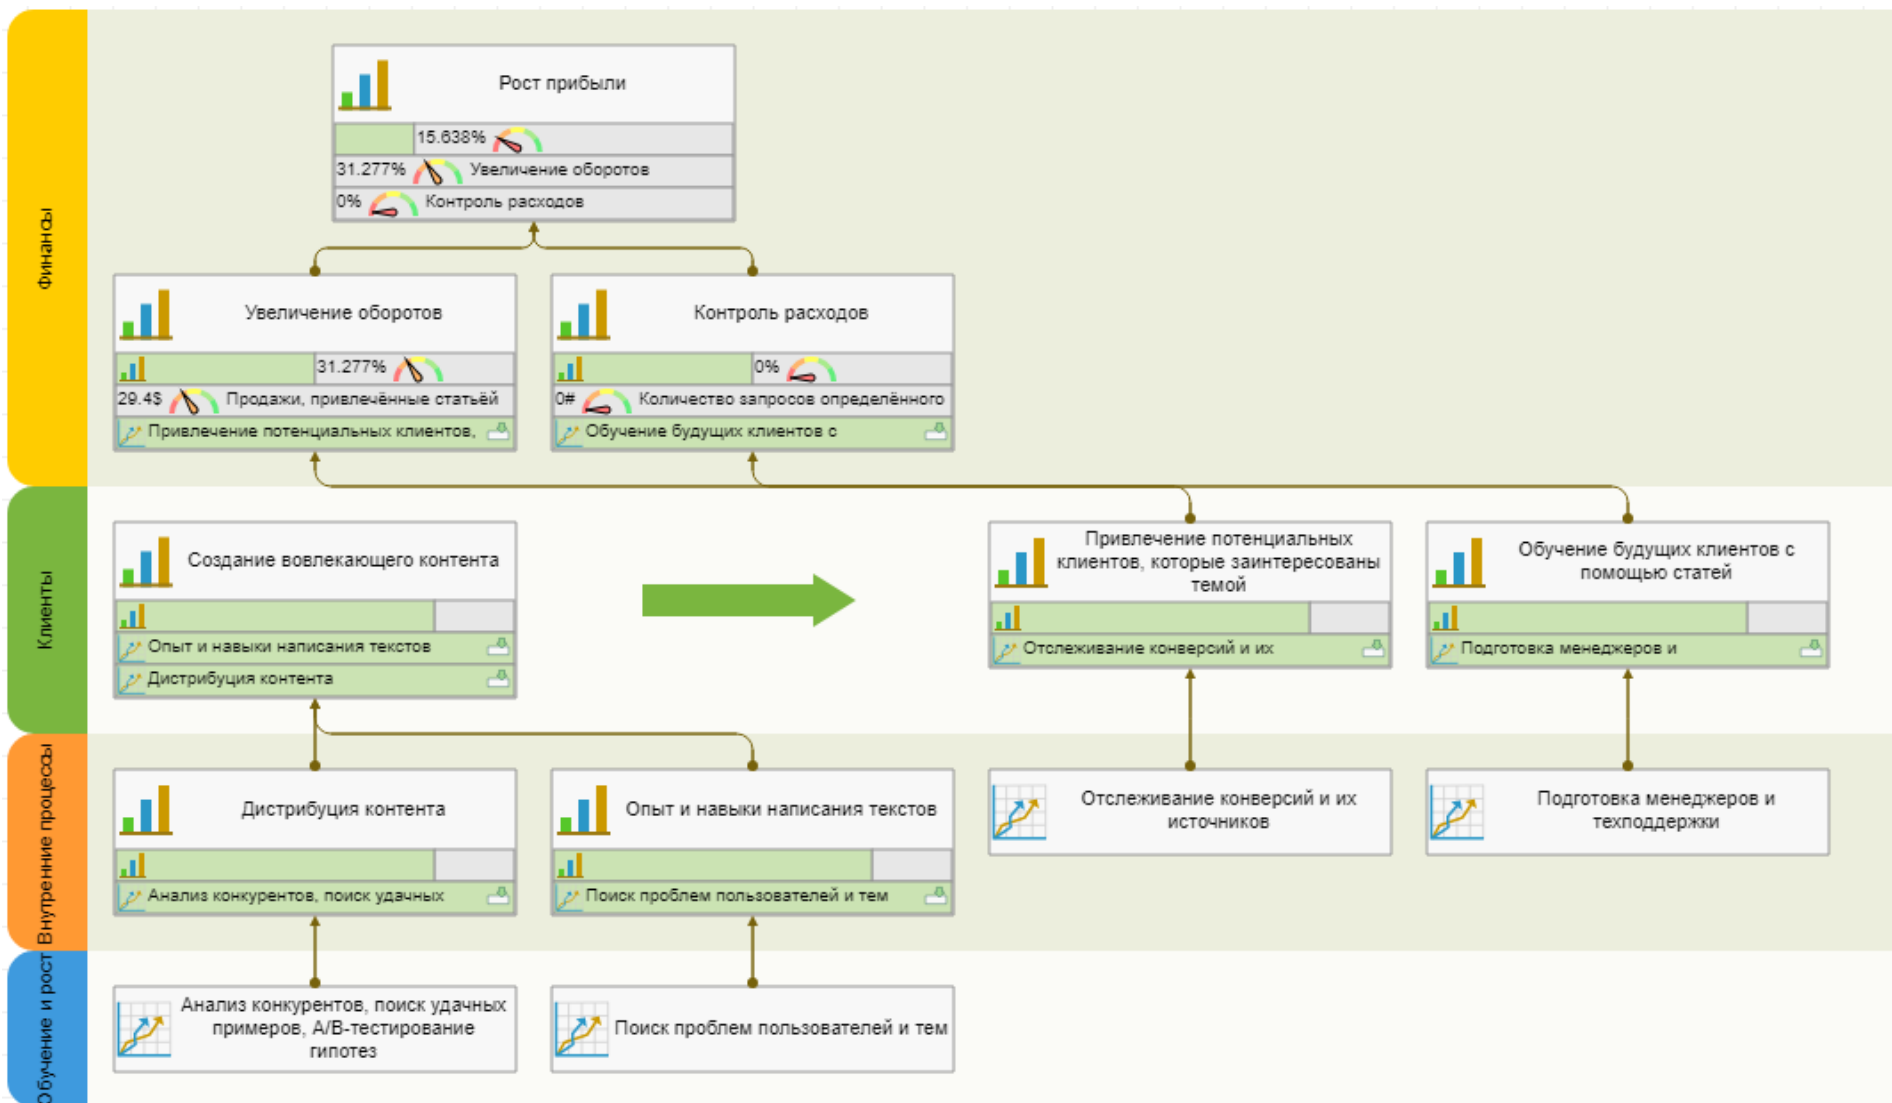 Финансы
Рост прибыли
15.638%
31.277% Увеличение оборотов
0% Контроль расходов
Увеличение оборотов
31.277%
29.4$ Продажи, привлечённые статьёй
Привлечение потенциальных клиентов,
Контроль расходов
0%
0# Количество запросов определённого
Обучение будущих клиентов с
Клиенты
Создание вовлекающего контента
Опыт и навыки написания текстов
Дистрибуция контента
Привлечение потенциальных
клиентов, которые заинтересованы
темой
Отслеживание конверсий и их
Обучение будущих клиентов с
помощью статей
Подготовка менеджеров и
Внутренние процессы
Дистрибуция контента
Анализ конкурентов, поиск удачных
Опыт и навыки написания текстов
Поиск проблем пользователей и тем
Отслеживание конверсий и их
источников
Подготовка менеджеров и
техподдержки
Обучение и рост
Анализ конкурентов, поиск удачных
примеров, A/B-тестирование
гипотез
Поиск проблем пользователей и тем